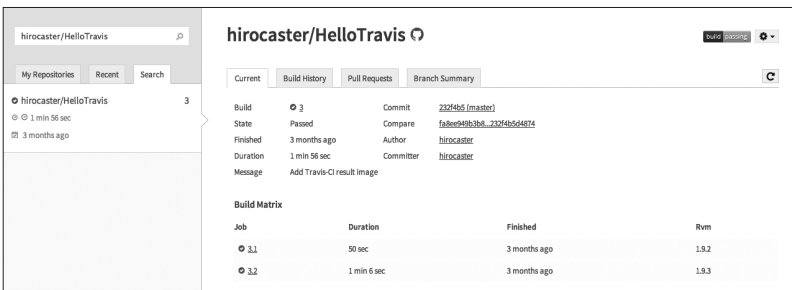 hirocaster/HelloTravis
My Repositories Recent Search
hirocaster/HelloTravis 3
1 min 56 sec
3 months ago
hirocaster/HelloTravis
build passing
Current Build History Pull Requests Branch Summary
Build 3 Commit 232f4b5 (master)
State Passed Compare fa8ee949b3b8...232f4b5d4874
Finished 3 months ago Author hirocaster
Duration 1 min 56 sec Committer hirocaster
Message Add Travis-CI result image
Build Matrix
Job Duration Finished Rvm
3.1 50 sec 3 months ago 1.9.2
3.2 1 min 6 sec 3 months ago 1.9.3